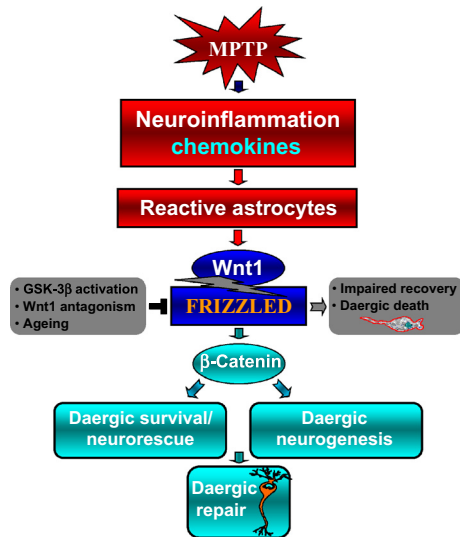 MPTP
Neuroinflammation
chemokines
Reactive astrocytes
Wnt1
• GSK-3β activation
• Wnt1 antagonism
• Ageing
FRIZZLED
• Impaired recovery
• Daergic death
β-Catenin
Daergic survival/
neurorescue
Daergic
neurogenesis
Daergic
repair